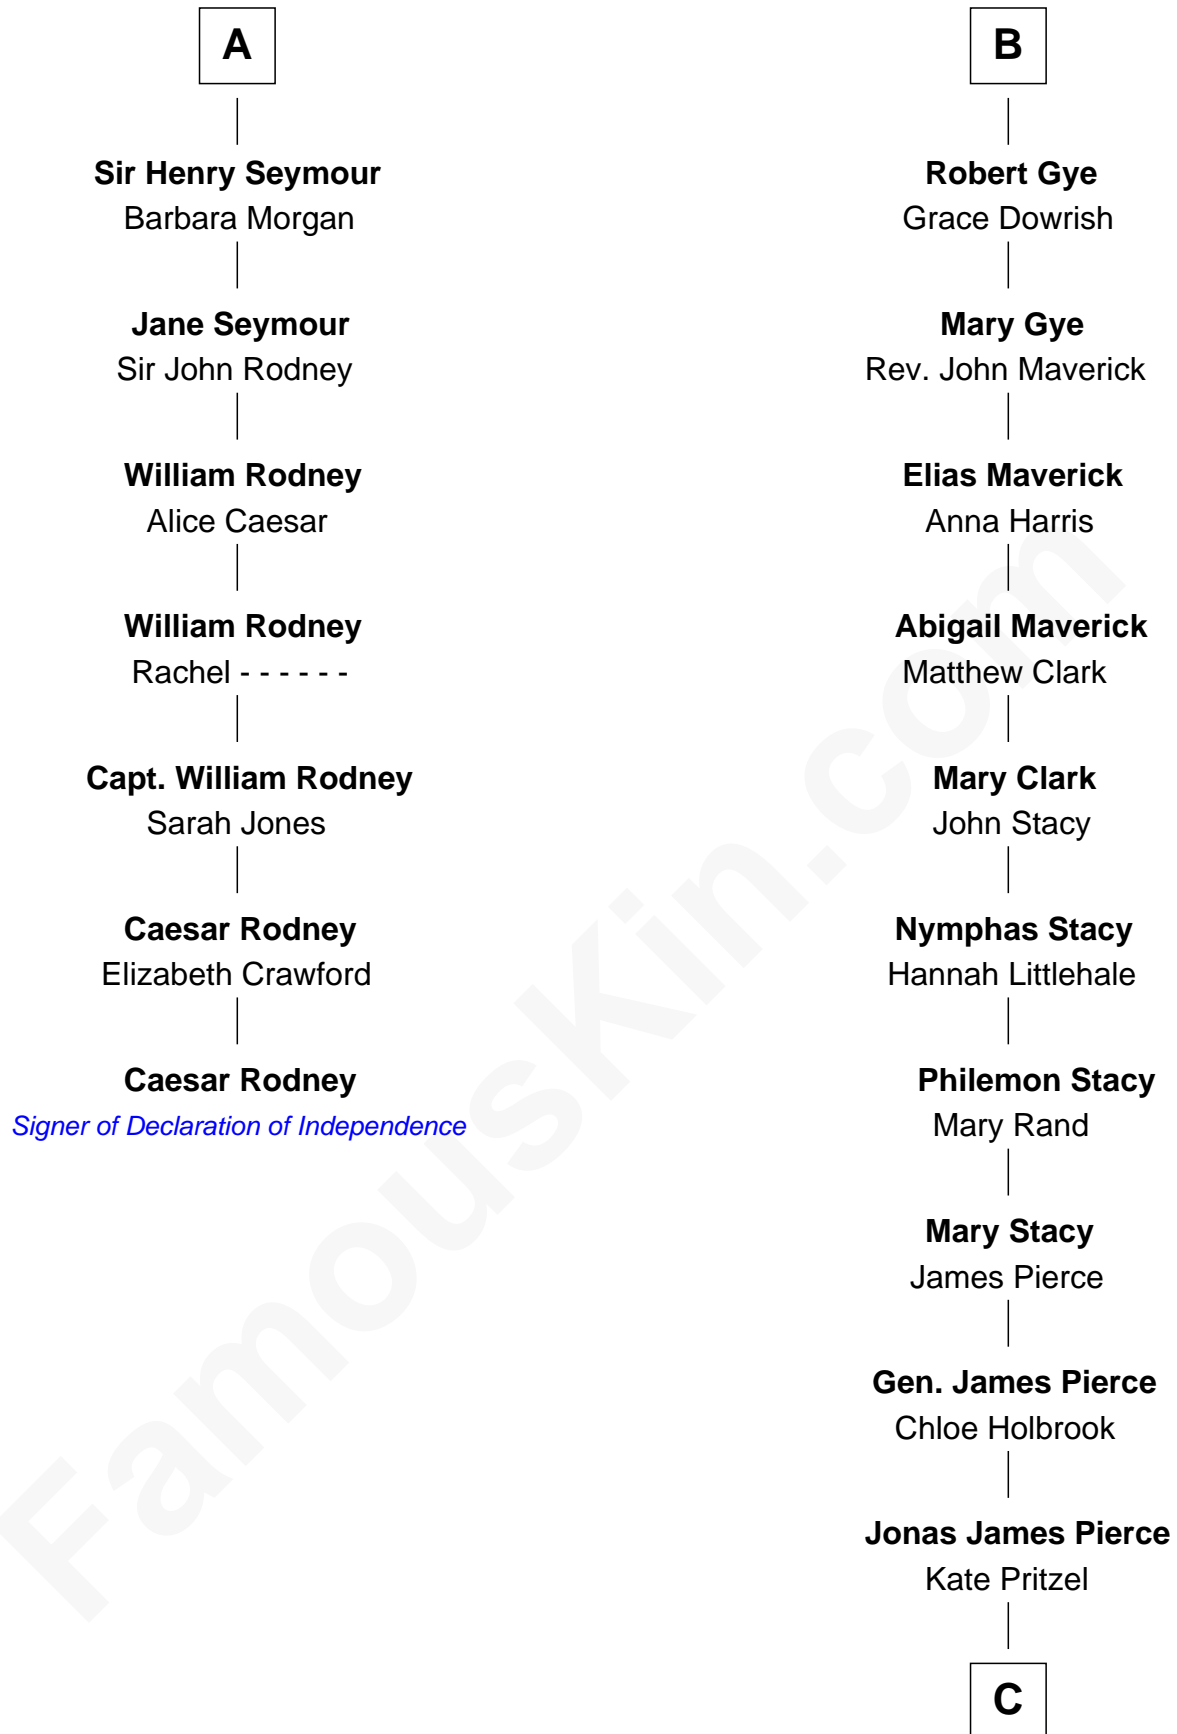 A
Sir Henry Seymour
Barbara Morgan
Jane Seymour
Sir John Rodney
William Rodney
Alice Caesar
William Rodney
Rachel - - - - - -
Capt. William Rodney
Sarah Jones
Caesar Rodney
Elizabeth Crawford
Caesar Rodney
Signer of Declaration of Independence
B
Robert Gye
Grace Dowrish
Mary Gye
Rev. John Maverick
Elias Maverick
Anna Harris
Abigail Maverick
Matthew Clark
Mary Clark
John Stacy
Nymphas Stacy
Hannah Littlehale
Philemon Stacy
Mary Rand
Mary Stacy
James Pierce
Gen. James Pierce
Chloe Holbrook
Jonas James Pierce
Kate Pritzel
C
FamousKin.com